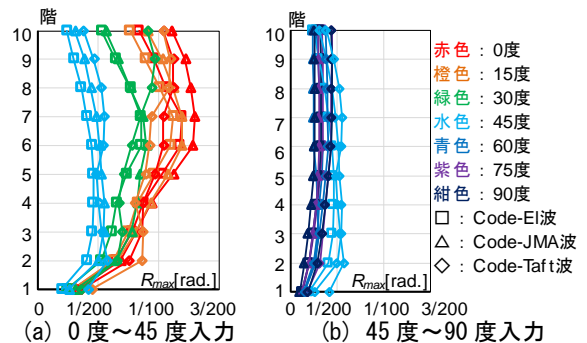 階
10
9
8
7
6
5
4
3
2
1
Rmax[rad.]
0 1/200 1/100 3/200
(a) 0度～45度入力
階
10
9
8
7
6
5
4
3
2
1
Rmax[rad.]
0 1/200 1/100 3/200
(b) 45度～90度入力
赤色：0度
橙色：15度
緑色：30度
水色：45度
青色：60度
紫色：75度
紺色：90度
□：Code-El波
△：Code-JMA波
◇：Code-Taft波